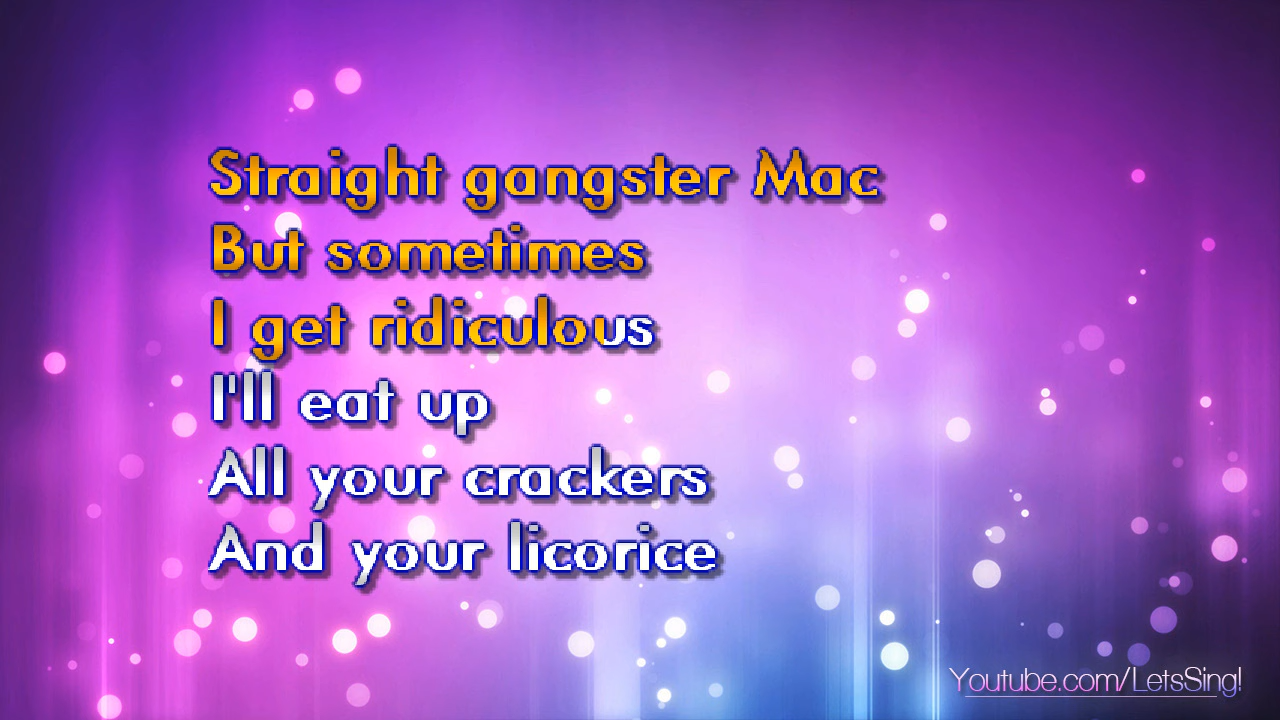 Straight gangster Mac
But sometimes
I get ridiculous
I'll eat up
All your crackers
And your licorice
Youtube.com/LetsSing!